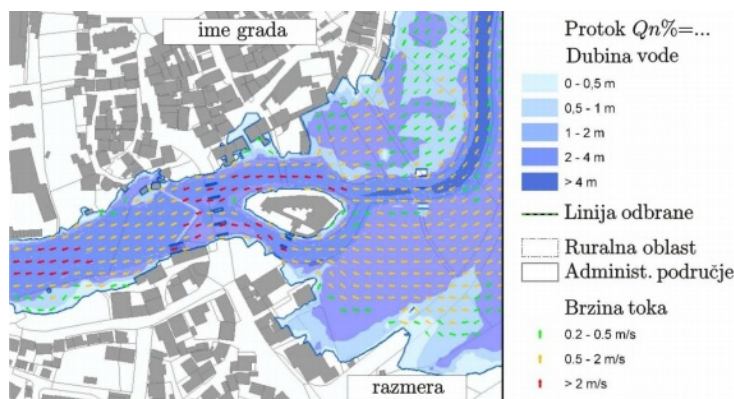 ime grada
razmera
Protok Qn%=...
Dubina vode
0 - 0,5 m
0,5 - 1 m
1 - 2 m
2 - 4 m
> 4 m
Linija odbrane
Ruralna oblast
Administ. područje
Brzina toka
0.2 - 0.5 m/s
0.5 - 2 m/s
> 2 m/s